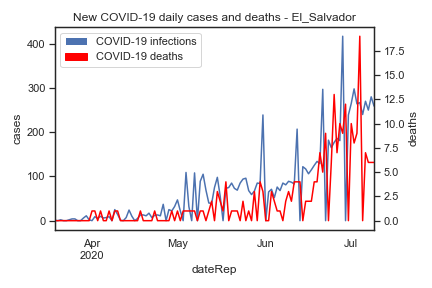 New COVID-19 daily cases and deaths - El_Salvador
COVID-19 infections
COVID-19 deaths
cases
400
300
200
100
0
deaths
17.5
15.0
12.5
10.0
7.5
5.0
2.5
0.0
Apr
2020
May
Jun
Jul
dateRep